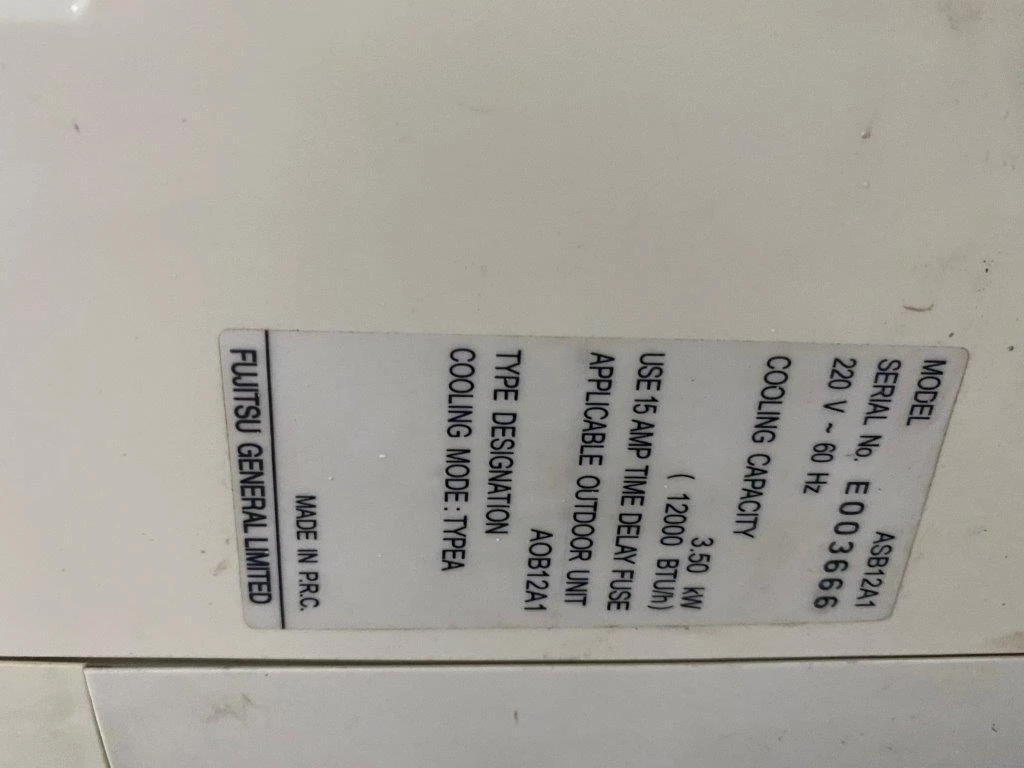 MODEL ASB12A1
SERIAL No. E003666
220 V ~ 60 Hz
COOLING CAPACITY
3.50 kW
( 12000 BTU/h)
USE 15 AMP TIME DELAY FUSE
APPLICABLE OUTDOOR UNIT
AOB12A1
TYPE DESIGNATION
COOLING MODE : TYPEA
MADE IN P.R.C.
FUJITSU GENERAL LIMITED